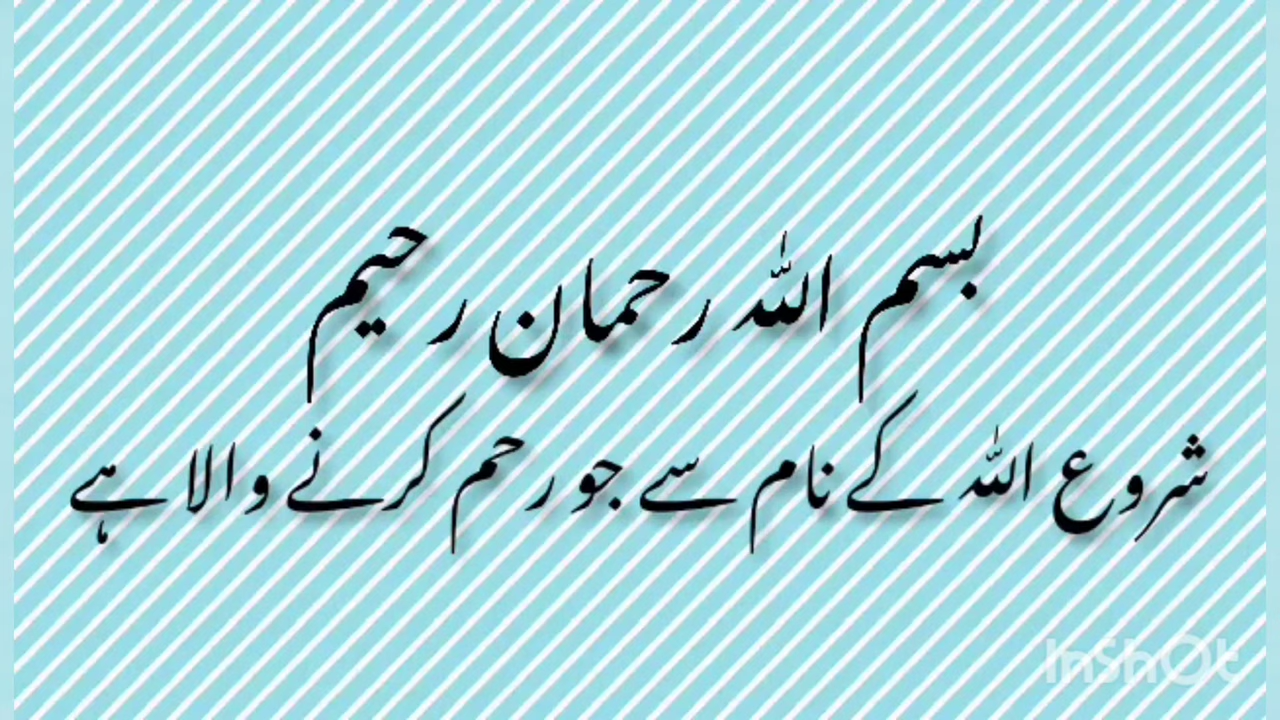 بسم اللہ رحمان رحیم
شروع اللہ کے نام سے جو رحم کرنے والا ہے
InShOt